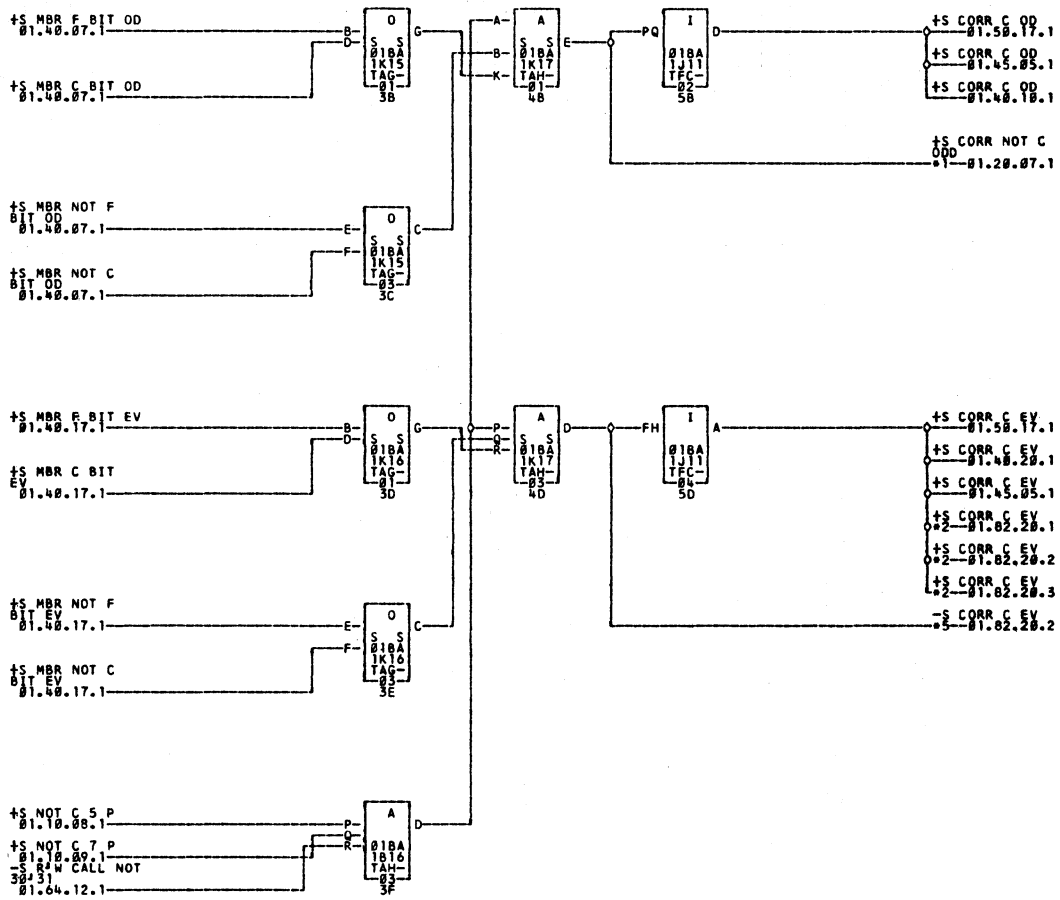 +S MBR F BIT OD
01.40.07.1
B
D
+S MBR C BIT OD
01.40.07.1
O
G
S S
01BA
1K15
TAG-
01
3B
A
B
K
A
E
S S
01BA
1K17
TAH-
01
4B
PQ
I
D
01BA
1J11
TFC-
02
5B
+S CORR C OD
01.50.17.1
+S CORR C OD
01.45.05.1
+S CORR C OD
01.40.10.1
+S CORR NOT C
ODD
*1 01.20.07.1
+S MBR NOT F
BIT OD
01.40.07.1
E
F
+S MBR NOT C
BIT OD
01.40.07.1
O
C
S S
01BA
1K15
TAG-
03
3C
+S MBR F BIT EV
01.40.17.1
B
D
+S MBR C BIT
EV
01.40.17.1
O
G
S S
01BA
1K16
TAG-
01
3D
P
Q
R
A
D
S S
01BA
1K17
TAH-
03
4D
FH
I
A
01BA
1J11
TFC-
04
5D
+S CORR C EV
01.50.17.1
+S CORR C EV
01.40.20.1
+S CORR C EV
01.45.05.1
+S CORR C EV
*2 01.82.20.1
+S CORR C EV
*2 01.82.20.2
+S CORR C EV
*2 01.82.20.3
-S CORR C EV
*5 01.82.20.2
+S MBR NOT F
BIT EV
01.40.17.1
E
F
+S MBR NOT C
BIT EV
01.40.17.1
O
C
S S
01BA
1K16
TAG-
03
3E
+S NOT C 5 P
01.10.08.1
P
Q
R
+S NOT C 7 P
01.10.09.1
-S CALL NOT
01.64.12.1
A
D
01BA
1B16
TAH-
03
3F